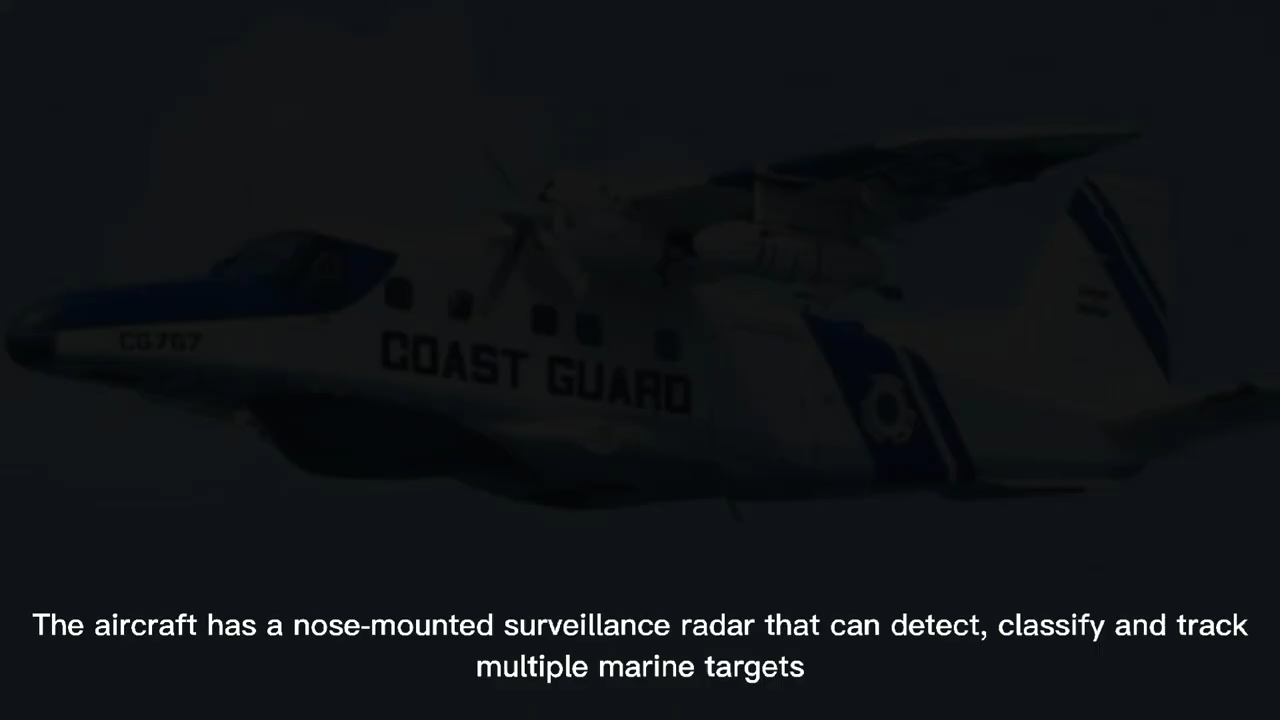 CG767
COAST GUARD
The aircraft has a nose-mounted surveillance radar that can detect, classify and track
multiple marine targets